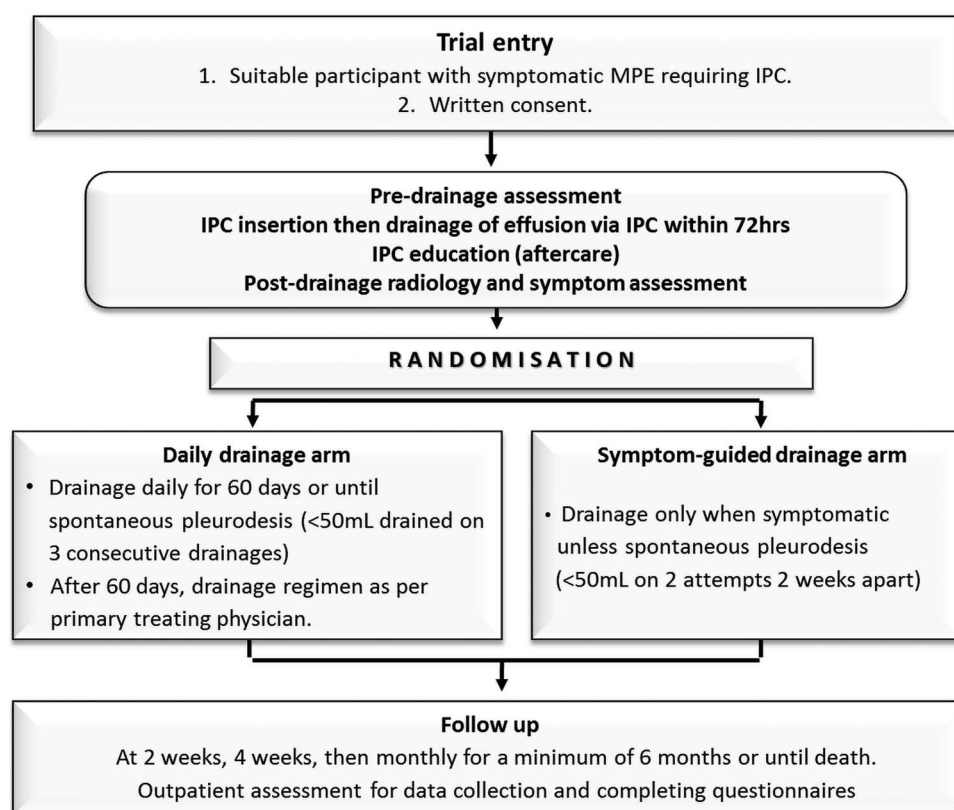 Trial entry
1. Suitable participant with symptomatic MPE requiring IPC.
2. Written consent.
Pre-drainage assessment
IPC insertion then drainage of effusion via IPC within 72hrs
IPC education (aftercare)
Post-drainage radiology and symptom assessment
RANDOMISATION
Daily drainage arm
• Drainage daily for 60 days or until
spontaneous pleurodesis (<50mL drained on
3 consecutive drainages)
• After 60 days, drainage regimen as per
primary treating physician.
Symptom-guided drainage arm
• Drainage only when symptomatic
unless spontaneous pleurodesis
(<50mL on 2 attempts 2 weeks apart)
Follow up
At 2 weeks, 4 weeks, then monthly for a minimum of 6 months or until death.
Outpatient assessment for data collection and completing questionnaires